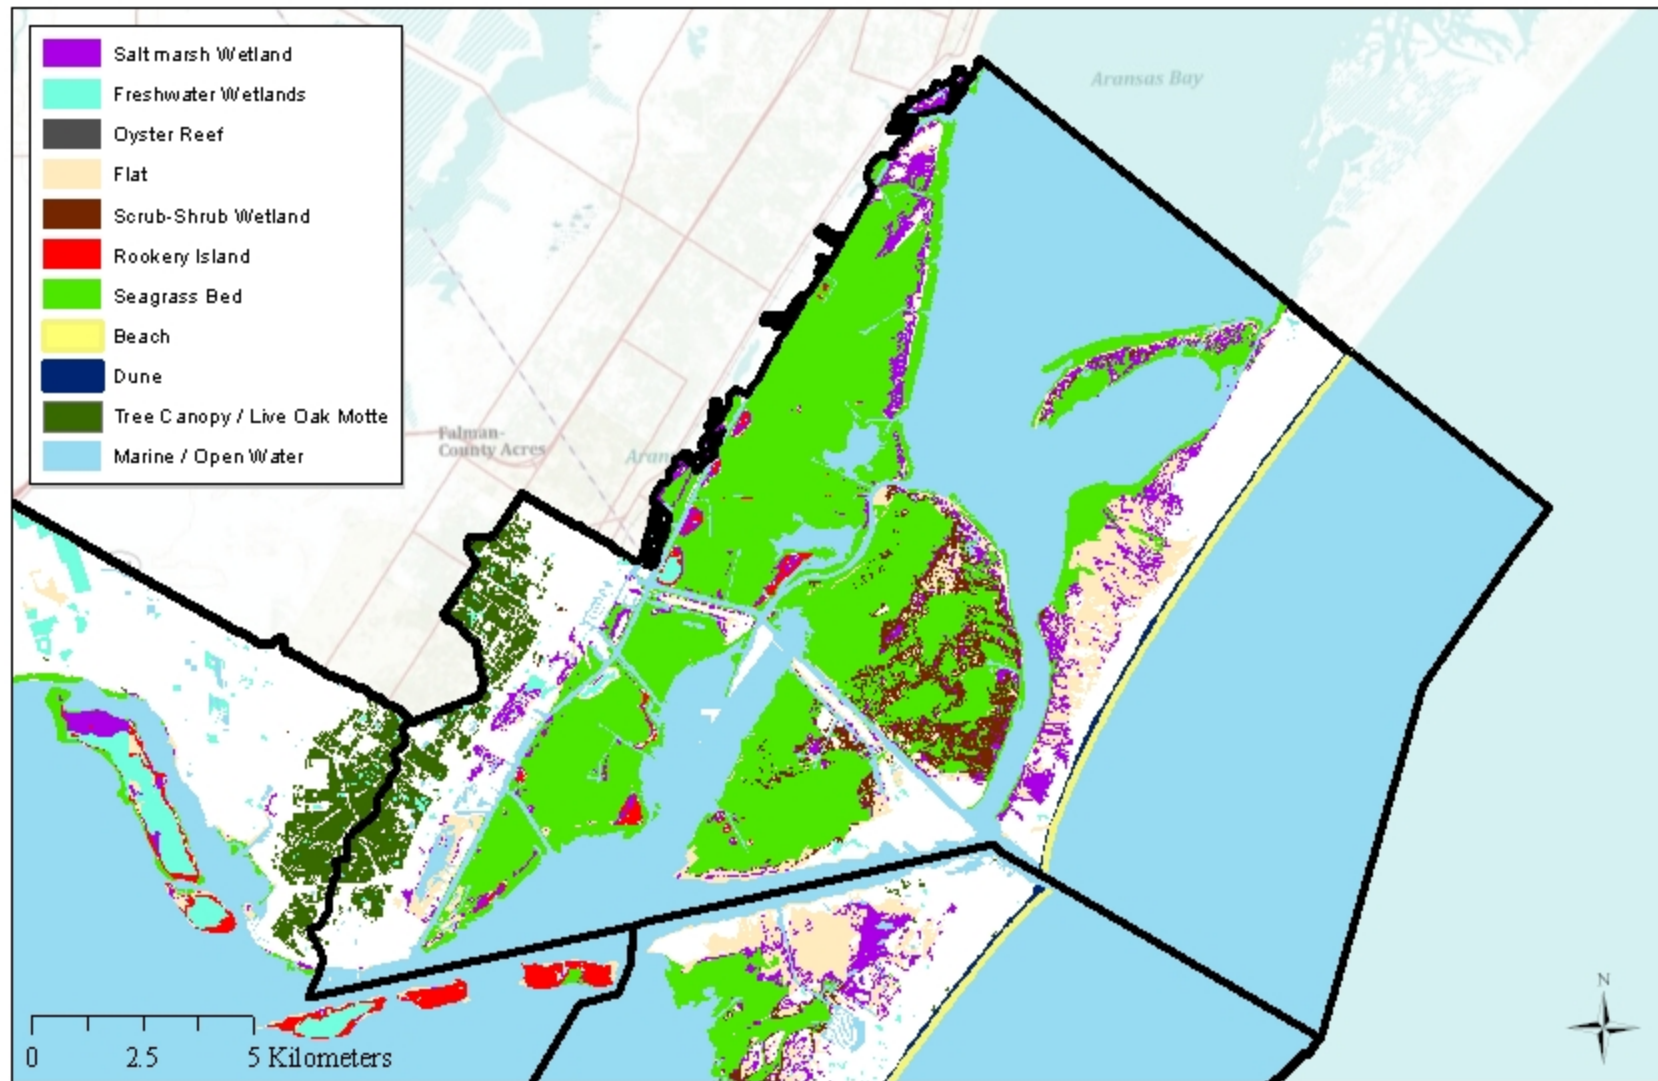 Salt marsh Wetland
Freshwater Wetlands
Oyster Reef
Flat
Scrub-Shrub Wetland
Rookery Island
Seagrass Bed
Beach
Dune
Tree Canopy / Live Oak Motte
Marine / Open Water
Aransas Bay
Falman-
County Acres
N
0 2.5 5 Kilometers